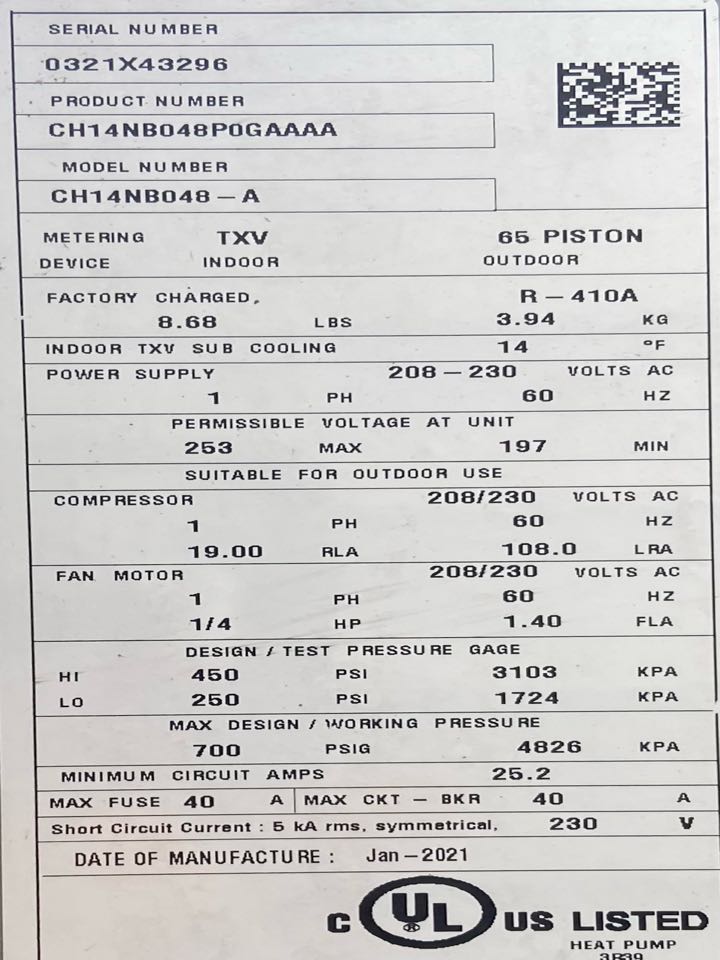 SERIAL NUMBER
0321X43296
PRODUCT NUMBER
CH14NB048P0GAAAA
MODEL NUMBER
CH14NB048-A
METERING TXV 65 PISTON
DEVICE INDOOR OUTDOOR
FACTORY CHARGED, R-410A
8.68 LBS 3.94 KG
INDOOR TXV SUB COOLING 14 °F
POWER SUPPLY 208-230 VOLTS AC
1 PH 60 HZ
PERMISSIBLE VOLTAGE AT UNIT
253 MAX 197 MIN
SUITABLE FOR OUTDOOR USE
COMPRESSOR 208/230 VOLTS AC
1 PH 60 HZ
19.00 RLA 108.0 LRA
FAN MOTOR 208/230 VOLTS AC
1 PH 60 HZ
1/4 HP 1.40 FLA
DESIGN / TEST PRESSURE GAGE
HI 450 PSI 3103 KPA
LO 250 PSI 1724 KPA
MAX DESIGN / WORKING PRESSURE
700 PSIG 4826 KPA
MINIMUM CIRCUIT AMPS 25.2
MAX FUSE 40 A MAX CKT-BKR 40 A
Short Circuit Current : 5 kA rms, symmetrical, 230 V
DATE OF MANUFACTURE : Jan-2021
C UL ® US LISTED
HEAT PUMP